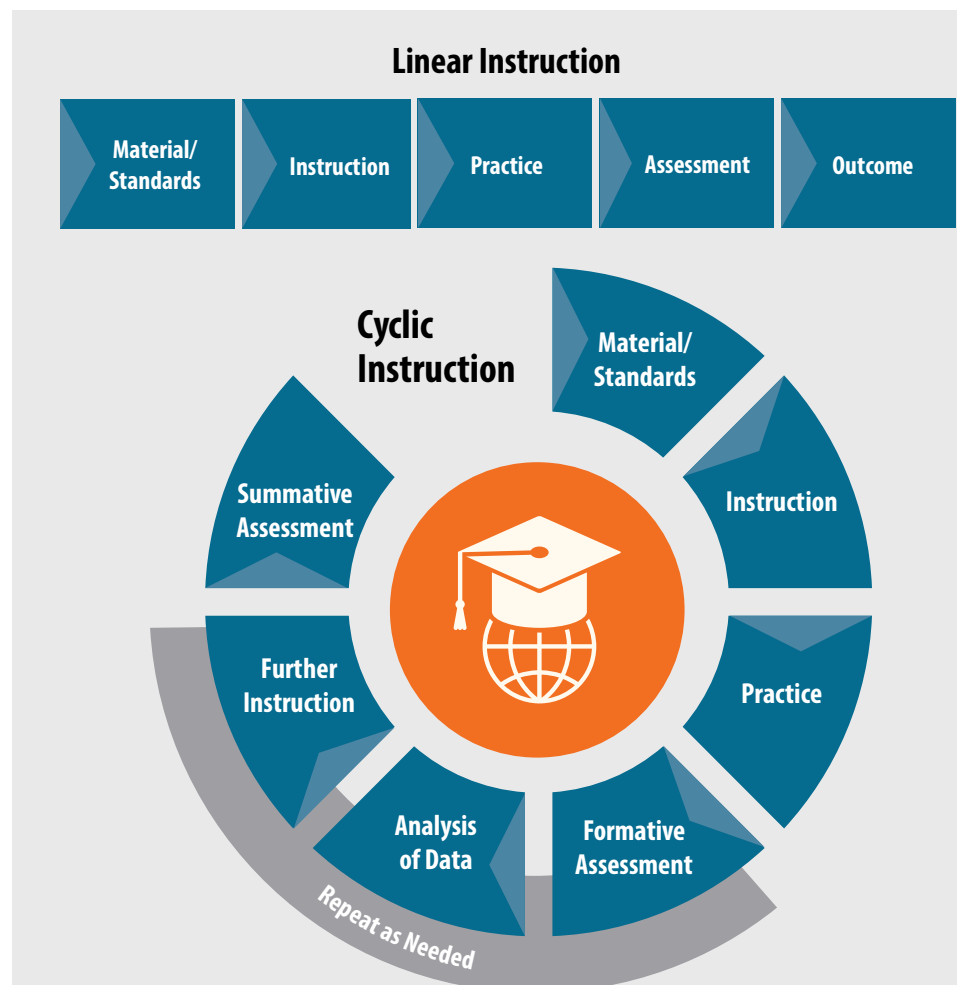 Linear Instruction
Material/
Standards
Instruction
Practice
Assessment
Outcome
Cyclic
Instruction
Material/
Standards
Instruction
Practice
Formative
Assessment
Analysis
of Data
Further
Instruction
Summative
Assessment
Repeat as Needed